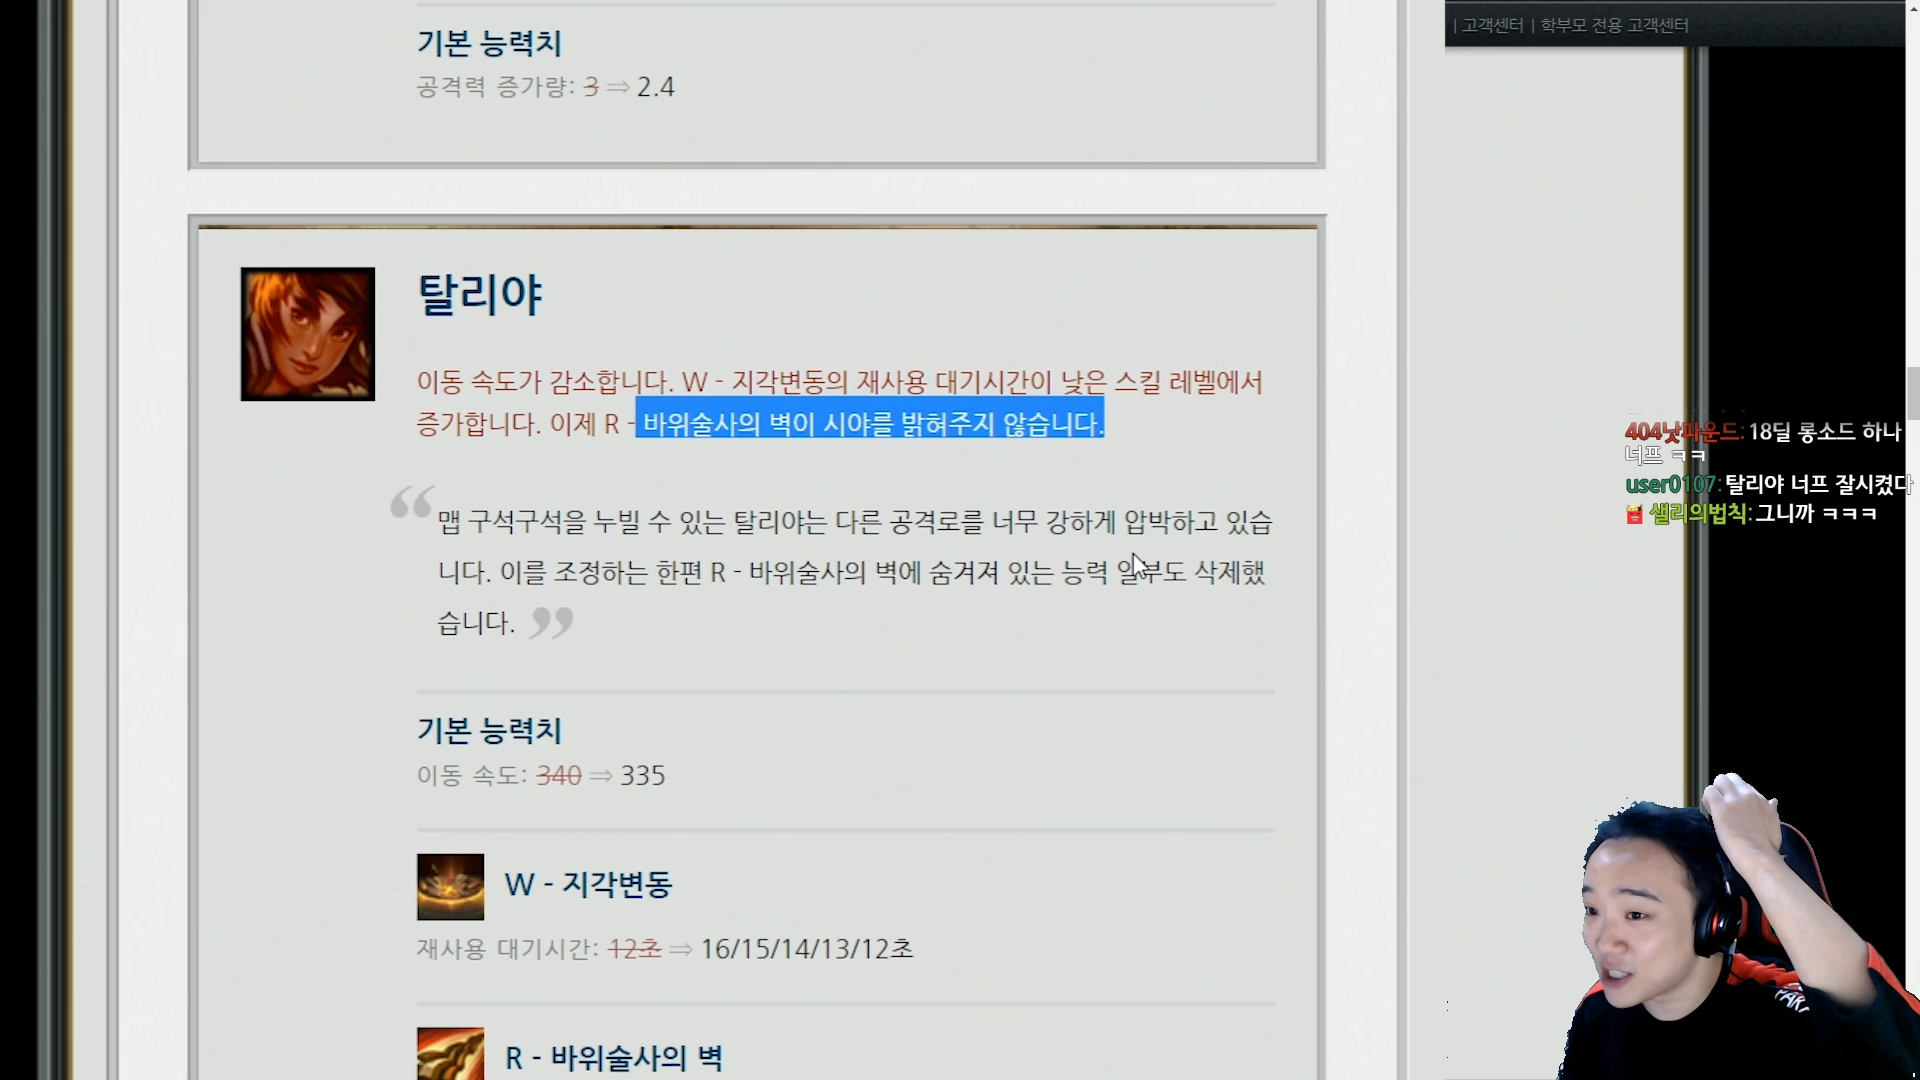 | 고객센터 | 학부모 전용 고객센터
기본 능력치
공격력 증가량: 3 ⇒ 2.4
탈리야
이동 속도가 감소합니다. W - 지각변동의 재사용 대기시간이 낮은 스킬 레벨에서
증가합니다. 이제 R - 바위술사의 벽이 시야를 밝혀주지 않습니다.
“ 맵 구석구석을 누빌 수 있는 탈리야는 다른 공격로를 너무 강하게 압박하고 있습
니다. 이를 조정하는 한편 R - 바위술사의 벽에 숨겨져 있는 능력 일부도 삭제했
습니다. ”
기본 능력치
이동 속도: 340 ⇒ 335
W - 지각변동
재사용 대기시간: 12초 ⇒ 16/15/14/13/12초
R - 바위술사의 벽
404낫파운드: 18딜 롱소드 하나
너프 ㅋㅋ
user0107: 탈리야 너프 잘시켰다
샐리의법칙: 그니까 ㅋㅋㅋ